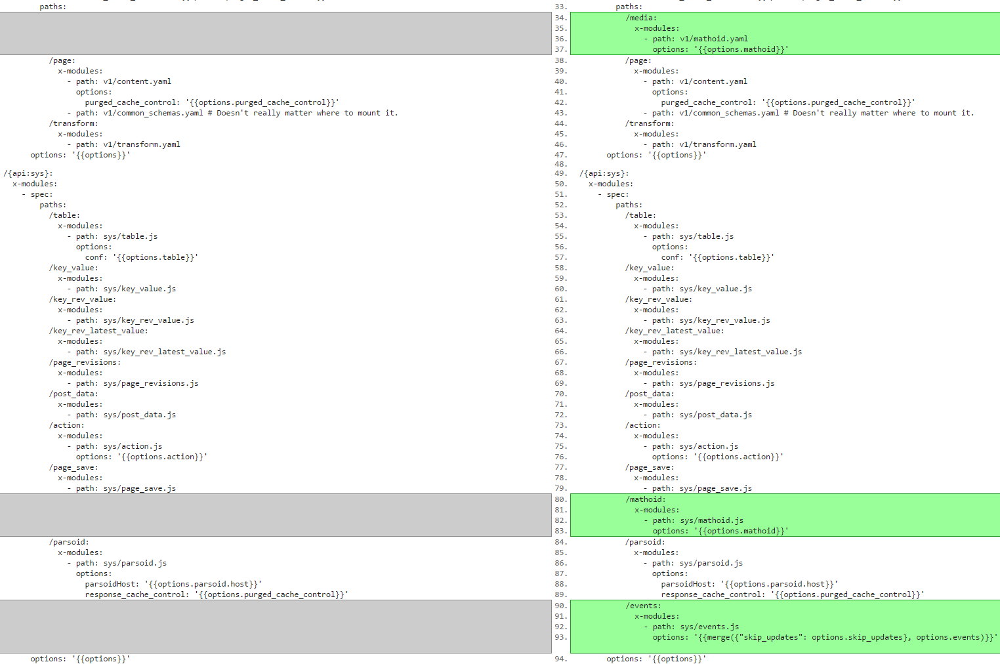 paths:
/page:
x-modules:
- path: v1/content.yaml
options:
purged_cache_control: '{{options.purged_cache_control}}'
- path: v1/common_schemas.yaml # Doesn't really matter where to mount it.
/transform:
x-modules:
- path: v1/transform.yaml
options: '{{options}}'
/{api:sys}:
x-modules:
- spec:
paths:
/table:
x-modules:
- path: sys/table.js
options:
conf: '{{options.table}}'
/key_value:
x-modules:
- path: sys/key_value.js
/key_rev_value:
x-modules:
- path: sys/key_rev_value.js
/key_rev_latest_value:
x-modules:
- path: sys/key_rev_latest_value.js
/page_revisions:
x-modules:
- path: sys/page_revisions.js
/post_data:
x-modules:
- path: sys/post_data.js
/action:
x-modules:
- path: sys/action.js
options: '{{options.action}}'
/page_save:
x-modules:
- path: sys/page_save.js
/parsoid:
x-modules:
- path: sys/parsoid.js
options:
parsoidHost: '{{options.parsoid.host}}'
response_cache_control: '{{options.purged_cache_control}}'
options: '{{options}}'
33. paths:
34. /media:
35. x-modules:
36. - path: v1/mathoid.yaml
37. options: '{{options.mathoid}}'
38. /page:
39. x-modules:
40. - path: v1/content.yaml
41. options:
42. purged_cache_control: '{{options.purged_cache_control}}'
43. - path: v1/common_schemas.yaml # Doesn't really matter where to mount it.
44. /transform:
45. x-modules:
46. - path: v1/transform.yaml
47. options: '{{options}}'
48.
49. /{api:sys}:
50. x-modules:
51. - spec:
52. paths:
53. /table:
54. x-modules:
55. - path: sys/table.js
56. options:
57. conf: '{{options.table}}'
58. /key_value:
59. x-modules:
60. - path: sys/key_value.js
61. /key_rev_value:
62. x-modules:
63. - path: sys/key_rev_value.js
64. /key_rev_latest_value:
65. x-modules:
66. - path: sys/key_rev_latest_value.js
67. /page_revisions:
68. x-modules:
69. - path: sys/page_revisions.js
70. /post_data:
71. x-modules:
72. - path: sys/post_data.js
73. /action:
74. x-modules:
75. - path: sys/action.js
76. options: '{{options.action}}'
77. /page_save:
78. x-modules:
79. - path: sys/page_save.js
80. /mathoid:
81. x-modules:
82. - path: sys/mathoid.js
83. options: '{{options.mathoid}}'
84. /parsoid:
85. x-modules:
86. - path: sys/parsoid.js
87. options:
88. parsoidHost: '{{options.parsoid.host}}'
89. response_cache_control: '{{options.purged_cache_control}}'
90. /events:
91. x-modules:
92. - path: sys/events.js
93. options: '{{merge({"skip_updates": options.skip_updates}, options.events)}}'
94. options: '{{options}}'